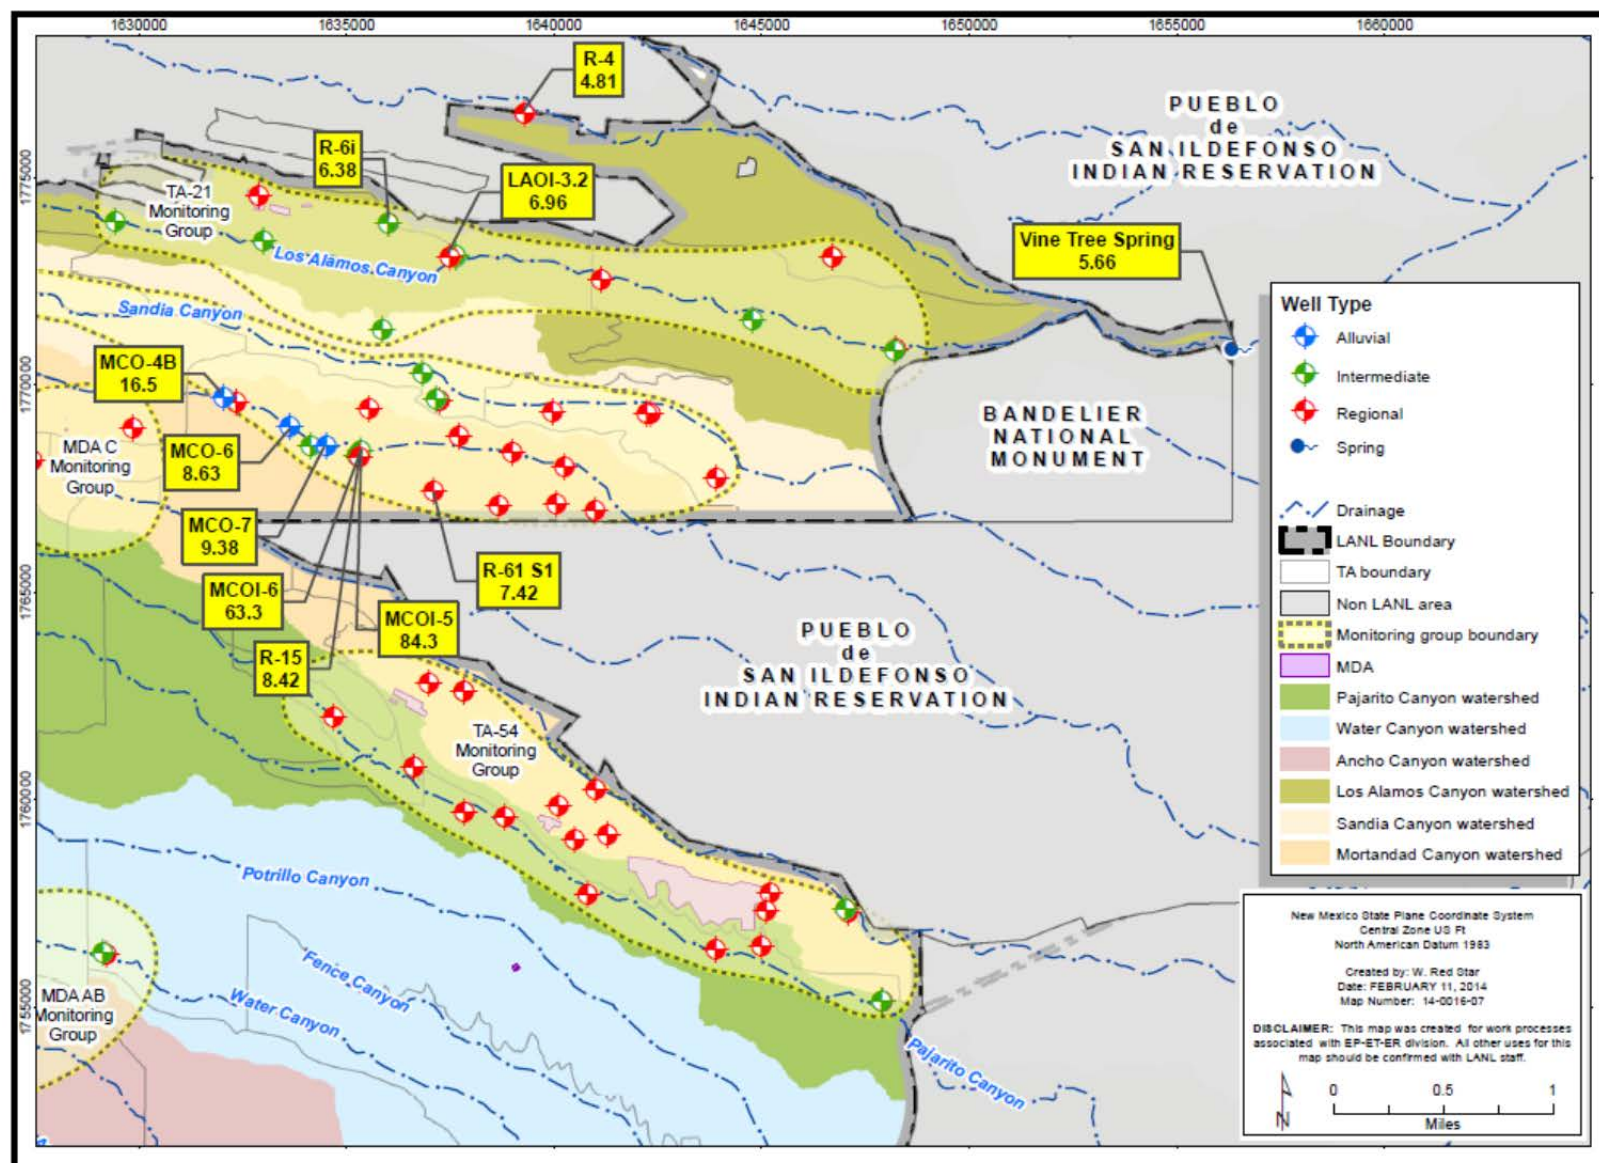 1630000
1635000
1640000
1645000
1650000
1655000
1660000
R-4
4.81
PUEBLO
de
SAN ILDEFONSO
INDIAN RESERVATION
1775000
R-6i
6.38
LAOI-3.2
6.96
TA-21
Monitoring
Group
Los Alamos Canyon
Vine Tree Spring
5.66
Sandia Canyon
MCO-4B
16.5
1770000
BANDELIER
NATIONAL
MONUMENT
MDA C
Monitoring
Group
MCO-6
8.63
MCO-7
9.38
R-61 S1
7.42
1765000
MCOI-6
63.3
MCOI-5
84.3
R-15
8.42
PUEBLO
de
SAN ILDEFONSO
INDIAN RESERVATION
TA-54
Monitoring
Group
1760000
Potrillo Canyon
Fence Canyon
Water Canyon
MDA AB
Monitoring
Group
1755000
Pajarito Canyon
Well Type
Alluvial
Intermediate
Regional
Spring
Drainage
LANL Boundary
TA boundary
Non LANL area
Monitoring group boundary
MDA
Pajarito Canyon watershed
Water Canyon watershed
Ancho Canyon watershed
Los Alamos Canyon watershed
Sandia Canyon watershed
Mortandad Canyon watershed
New Mexico State Plane Coordinate System
Central Zone US Ft
North American Datum 1983
Created by: W. Red Star
Date: FEBRUARY 11, 2014
Map Number: 14-0016-07
DISCLAIMER: This map was created for work processes
associated with EP-ET-ER division. All other uses for this
map should be confirmed with LANL staff.
N
0 0.5 1
Miles